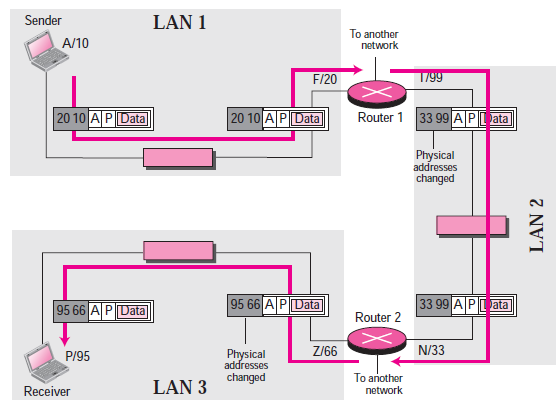 Sender
LAN 1
A/10
To another
network
F/20
T/99
20 10 A P Data
20 10 A P Data
Router 1
33 99 A P Data
Physical
addresses
changed
LAN 2
95 66 A P Data
95 66 A P Data
33 99 A P Data
Router 2
P/95
Physical
addresses
changed
Z/66
N/33
To another
network
Receiver
LAN 3